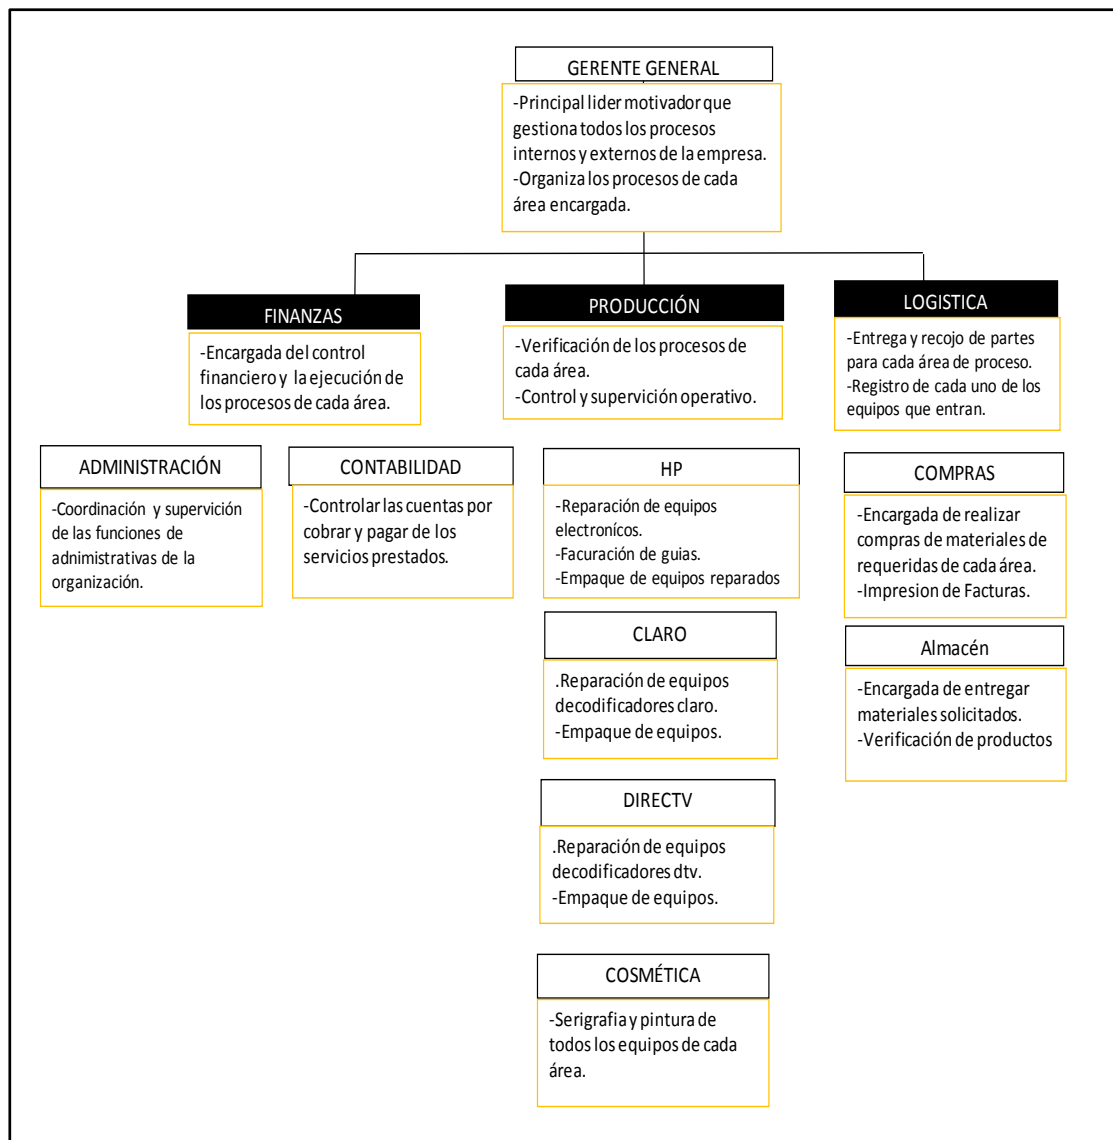 GERENTE GENERAL
-Principal lider motivador que
gestiona todos los procesos
internos y externos de la empresa.
-Organiza los procesos de cada
área encargada.
FINANZAS
-Encargada del control
financiero y la ejecución de
los procesos de cada área.
PRODUCCIÓN
-Verificación de los procesos de
cada área.
-Control y supervición operativo.
LOGISTICA
-Entrega y recojo de partes
para cada área de proceso.
-Registro de cada uno de los
equipos que entran.
ADMINISTRACIÓN
-Coordinación y supervición
de las funciones de
adnimistrativas de la
organización.
CONTABILIDAD
-Controlar las cuentas por
cobrar y pagar de los
servicios prestados.
HP
-Reparación de equipos
electronícos.
-Facuración de guias.
-Empaque de equipos reparados
CLARO
.Reparación de equipos
decodificadores claro.
-Empaque de equipos.
DIRECTV
.Reparación de equipos
decodificadores dtv.
-Empaque de equipos.
COSMÉTICA
-Serigrafia y pintura de
todos los equipos de cada
área.
COMPRAS
-Encargada de realizar
compras de materiales de
requeridas de cada área.
-Impresion de Facturas.
Almacén
-Encargada de entregar
materiales solicitados.
-Verificación de productos